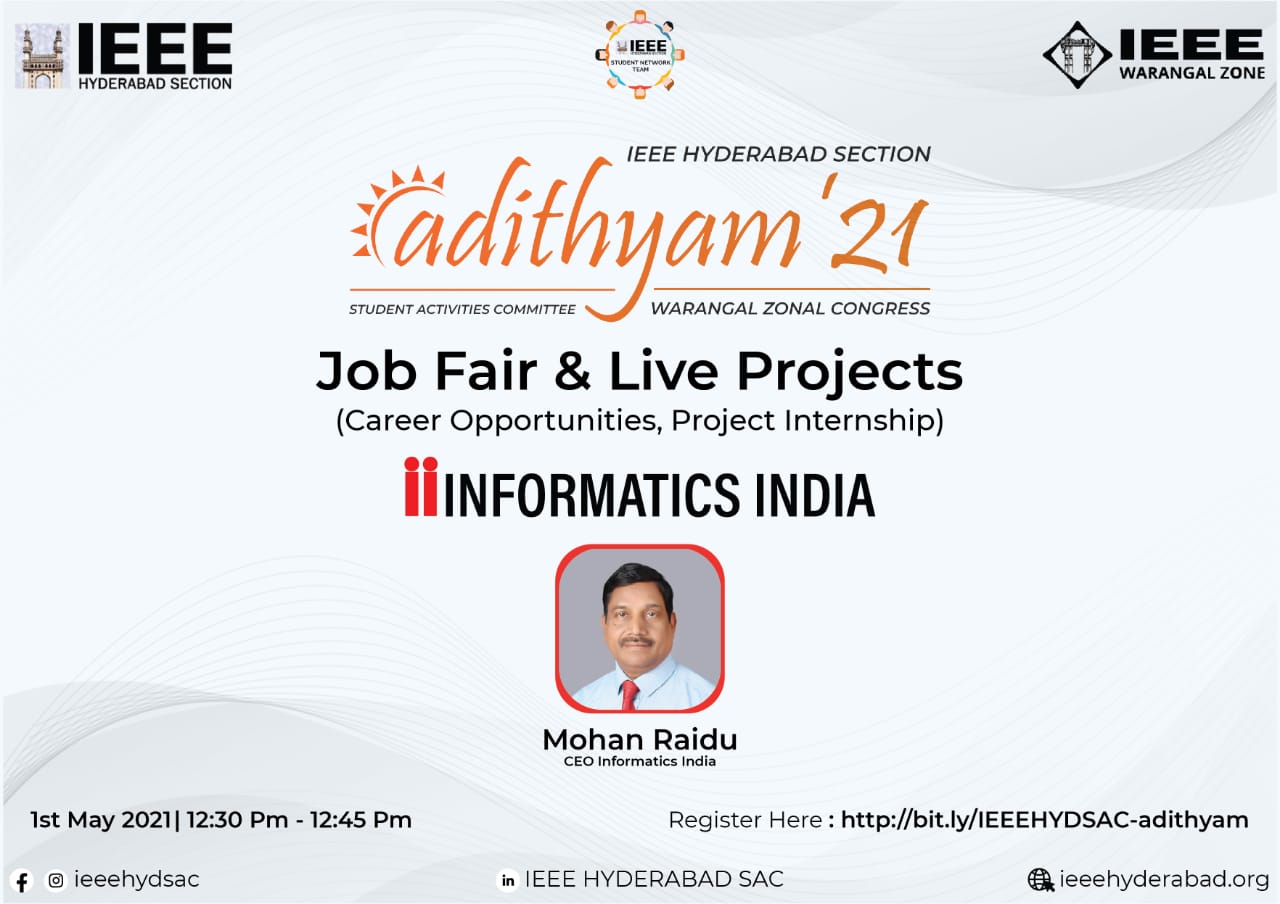 IEEE
HYDERABAD SECTION
IEEE
HYDERABAD SECTION
STUDENT NETWORK
TEAM
IEEE
WARANGAL ZONE
IEEE HYDERABAD SECTION
adithyam '21
STUDENT ACTIVITIES COMMITTEE
WARANGAL ZONAL CONGRESS
Job Fair & Live Projects
(Career Opportunities, Project Internship)
ii INFORMATICS INDIA
Mohan Raidu
CEO Informatics India
1st May 2021| 12:30 Pm - 12:45 Pm
Register Here : http://bit.ly/IEEEHYDSAC-adithyam
ieeehydsac
IEEE HYDERABAD SAC
ieeehyderabad.org